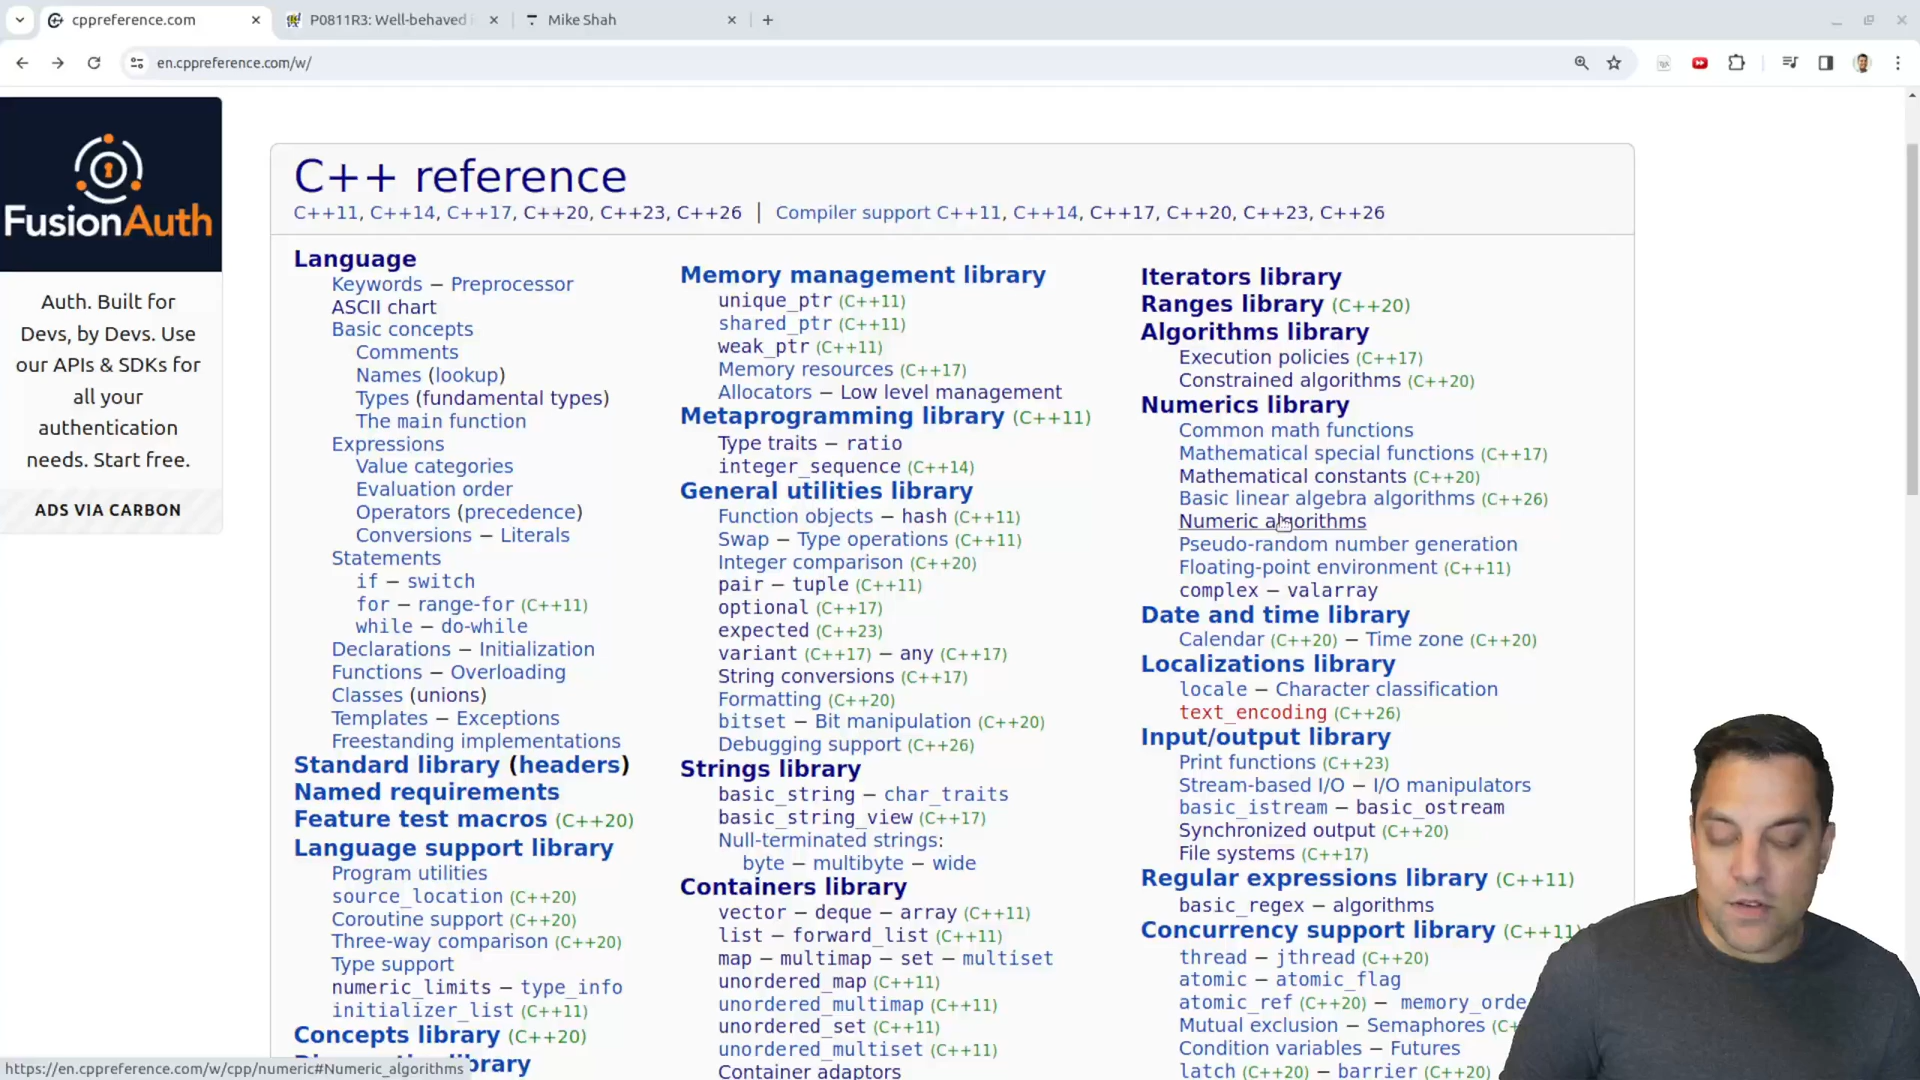 cppreference.com
P0811R3: Well-behaved
Mike Shah
en.cppreference.com/w/
FusionAuth
Auth. Built for
Devs, by Devs. Use
our APIs & SDKs for
all your
authentication
needs. Start free.
ADS VIA CARBON
C++ reference
C++11, C++14, C++17, C++20, C++23, C++26 | Compiler support C++11, C++14, C++17, C++20, C++23, C++26
Language
Keywords − Preprocessor
ASCII chart
Basic concepts
Comments
Names (lookup)
Types (fundamental types)
The main function
Expressions
Value categories
Evaluation order
Operators (precedence)
Conversions − Literals
Statements
if − switch
for − range-for (C++11)
while − do-while
Declarations − Initialization
Functions − Overloading
Classes (unions)
Templates − Exceptions
Freestanding implementations
Standard library (headers)
Named requirements
Feature test macros (C++20)
Language support library
Program utilities
source_location (C++20)
Coroutine support (C++20)
Three-way comparison (C++20)
Type support
numeric_limits − type_info
initializer_list (C++11)
Concepts library (C++20)
library
Memory management library
unique_ptr (C++11)
shared_ptr (C++11)
weak_ptr (C++11)
Memory resources (C++17)
Allocators − Low level management
Metaprogramming library (C++11)
Type traits − ratio
integer_sequence (C++14)
General utilities library
Function objects − hash (C++11)
Swap − Type operations (C++11)
Integer comparison (C++20)
pair − tuple (C++11)
optional (C++17)
expected (C++23)
variant (C++17) − any (C++17)
String conversions (C++17)
Formatting (C++20)
bitset − Bit manipulation (C++20)
Debugging support (C++26)
Strings library
basic_string − char_traits
basic_string_view (C++17)
Null-terminated strings:
byte − multibyte − wide
Containers library
vector − deque − array (C++11)
list − forward_list (C++11)
map − multimap − set − multiset
unordered_map (C++11)
unordered_multimap (C++11)
unordered_set (C++11)
unordered_multiset (C++11)
Container adaptors
Iterators library
Ranges library (C++20)
Algorithms library
Execution policies (C++17)
Constrained algorithms (C++20)
Numerics library
Common math functions
Mathematical special functions (C++17)
Mathematical constants (C++20)
Basic linear algebra algorithms (C++26)
Numeric algorithms
Pseudo-random number generation
Floating-point environment (C++11)
complex − valarray
Date and time library
Calendar (C++20) − Time zone (C++20)
Localizations library
locale − Character classification
text_encoding (C++26)
Input/output library
Print functions (C++23)
Stream-based I/O − I/O manipulators
basic_istream − basic_ostream
Synchronized output (C++20)
File systems (C++17)
Regular expressions library (C++11)
basic_regex − algorithms
Concurrency support library (C++11)
thread − jthread (C++20)
atomic − atomic_flag
atomic_ref (C++20) − memory_orde
Mutual exclusion − Semaphores (C+
Condition variables − Futures
latch (C++20) − barrier (C++20)
https://en.cppreference.com/w/cpp/numeric#Numeric_algorithms